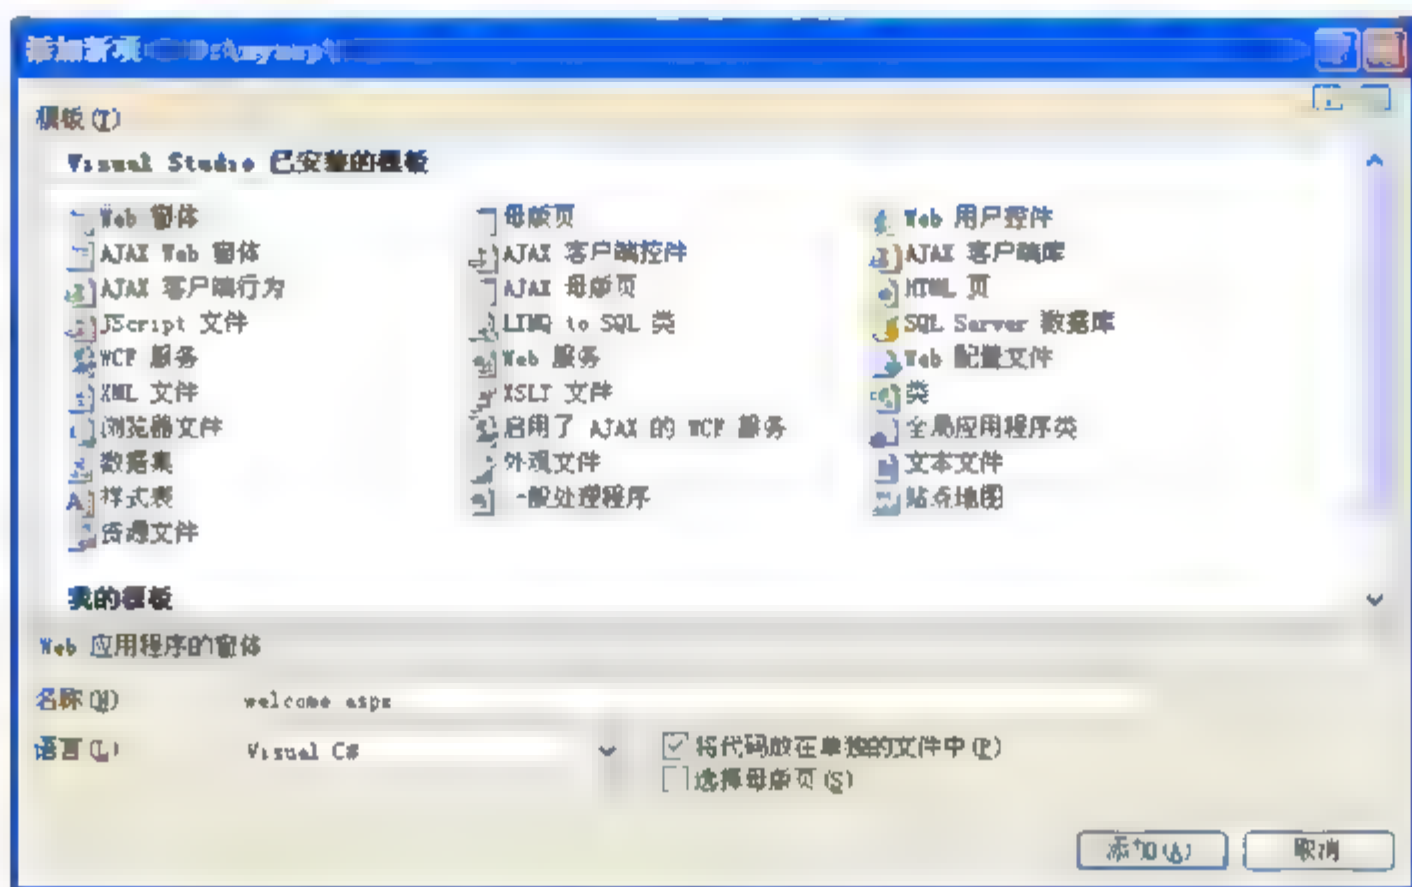 添加新项
模板(T)
Visual Studio 已安装的模板
Web 窗体 母版页 Web 用户控件
AJAX Web 窗体 AJAX 客户端控件 AJAX 客户端库
AJAX 客户端行为 AJAX 母版页 HTML 页
JScript 文件 LINQ to SQL 类 SQL Server 数据库
WCF 服务 Web 服务 Web 配置文件
XML 文件 XSLT 文件 类
浏览器文件 启用了 AJAX 的 WCF 服务 全局应用程序类
数据集 外观文件 文本文件
样式表 一般处理程序 站点地图
资源文件
我的模板
Web 应用程序的窗体
名称(N) welcome.aspx
语言(L) Visual C#
将代码放在单独的文件中(P)
选择母版页(S)
添加(A) 取消